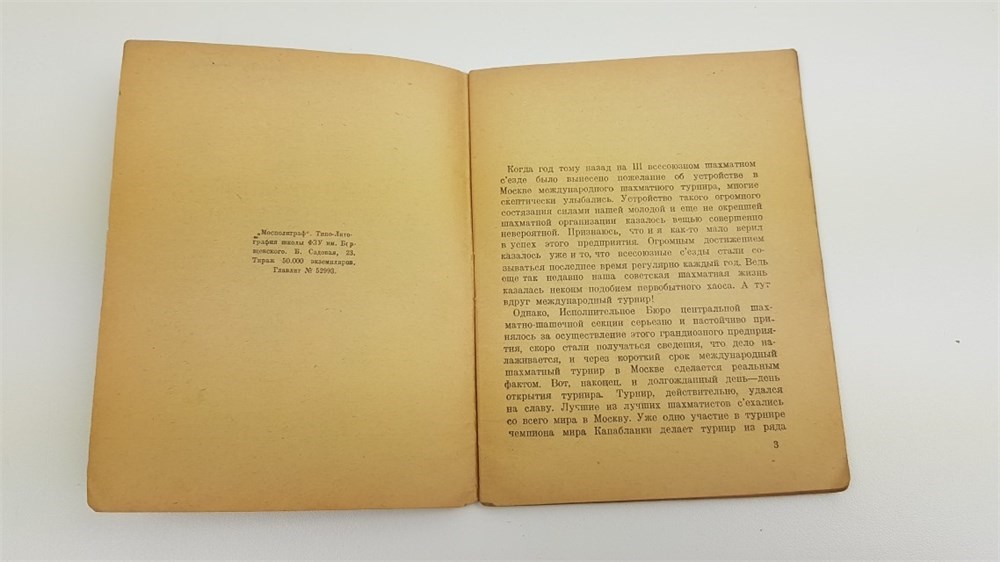 „Мосполиграф“. Типо-Лито-
графия школы ФЗУ им. Бор-
щевского. Б. Садовая, 23.
Тираж 50.000 экземпляров.
Главлит № 52993.
Когда год тому назад на III всесоюзном шахматном
с'езде было вынесено пожелание об устройстве в
Москве международного шахматного турнира, многие
скептически улыбались. Устройство такого огромного
состязания силами нашей молодой и еще не окрепшей
шахматной организации казалось вещью совершенно
невероятной. Признаюсь, что и я как-то мало верил
в успех этого предприятия. Огромным достижением
казалось уже и то, что всесоюзные с'езды стали со-
зываться последнее время регулярно каждый год. Ведь
еще так недавно наша советская шахматная жизнь
казалась неким подобием первобытного хаоса. А тут
вдруг международный турнир!
Однако, Исполнительное Бюро центральной шах-
матно-шашечной секции серьезно и настойчиво при-
нялось за осуществление этого грандиозного предприя-
тия, скоро стали получаться сведения, что дело на-
лаживается, и через короткий срок международный
шахматный турнир в Москве сделается реальным
фактом. Вот, наконец, и долгожданный день—день
открытия турнира. Турнир, действительно, удался
на славу. Лучшие из лучших шахматистов с'ехались
со всего мира в Москву. Уже одно участие в турнире
чемпиона мира Капабланки делает турнир из ряда
3